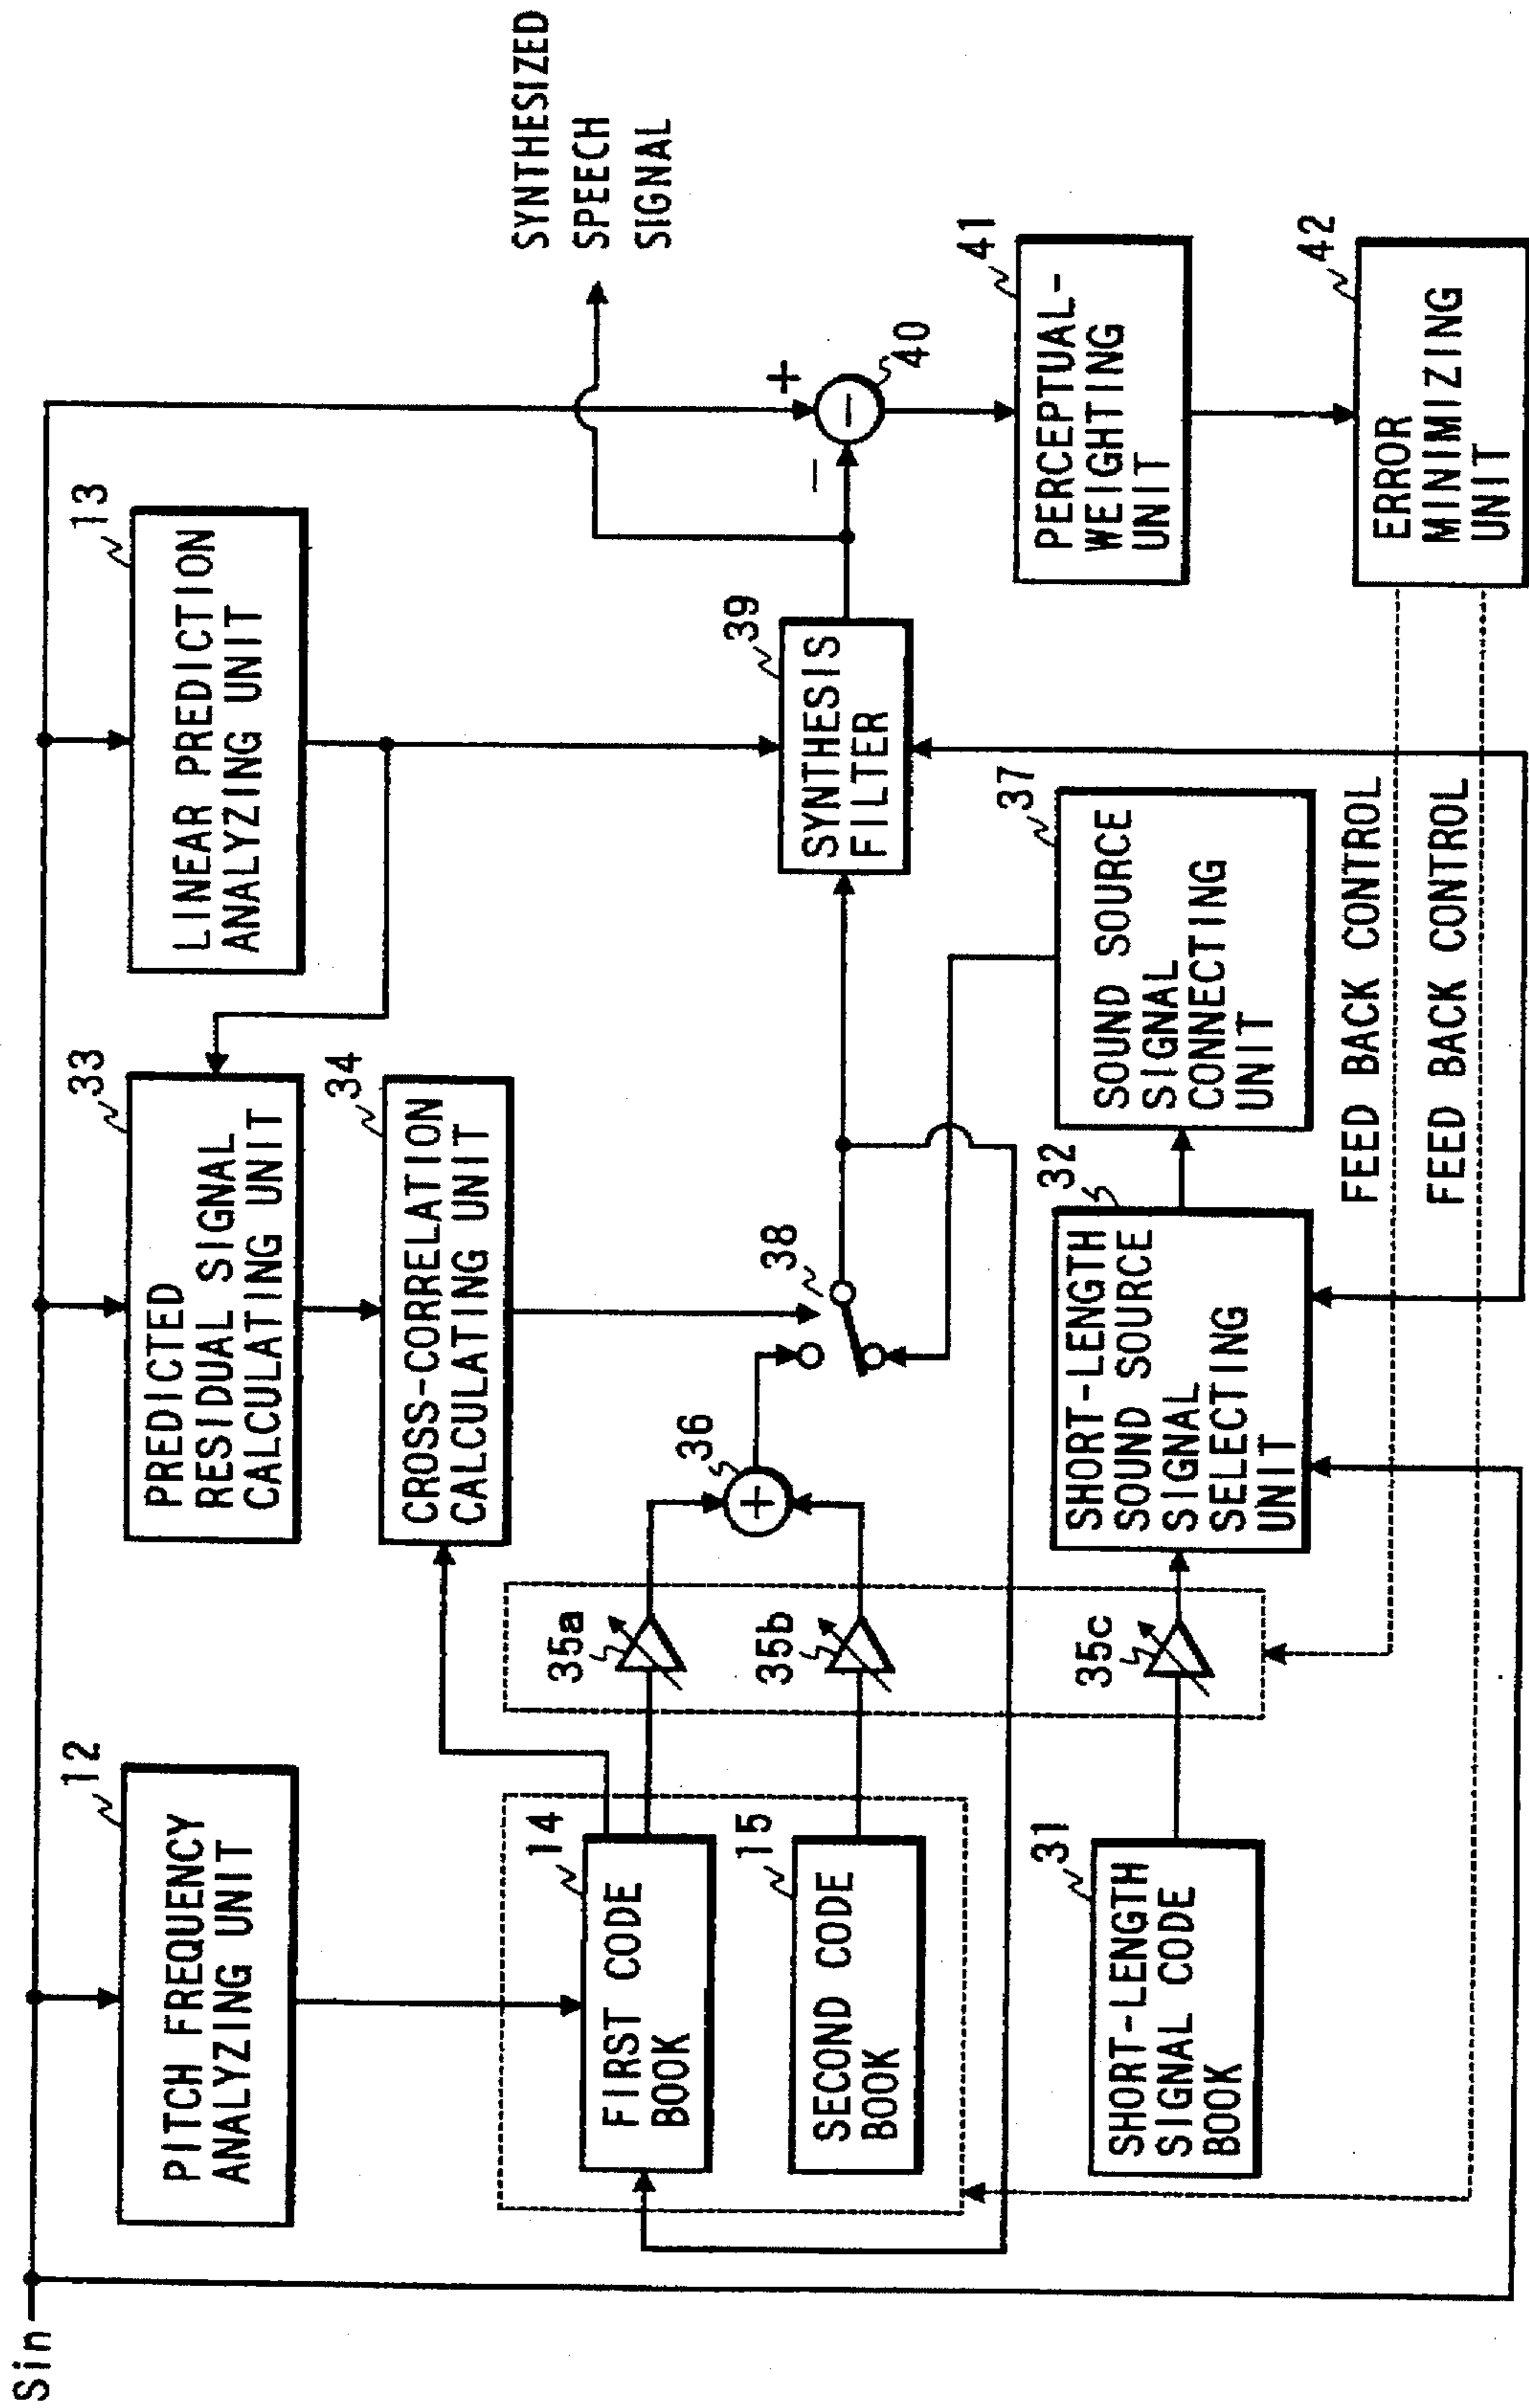 Sin
12
PITCH FREQUENCY
ANALYZING UNIT
33
PREDICTED
RESIDUAL SIGNAL
CALCULATING UNIT
13
LINEAR PREDICTION
ANALYZING UNIT
34
CROSS-CORRELATION
CALCULATING UNIT
SYNTHESIZED
SPEECH
SIGNAL
14
FIRST CODE
BOOK
35a
36
+
38
39
SYNTHESIS
FILTER
+
−
−
40
15
SECOND CODE
BOOK
35b
31
SHORT-LENGTH
SIGNAL CODE
BOOK
35c
32
SHORT-LENGTH
SOUND SOURCE
SIGNAL
SELECTING
UNIT
37
SOUND SOURCE
SIGNAL
CONNECTING
UNIT
41
PERCEPTUAL-
WEIGHTING
UNIT
42
ERROR
MINIMIZING
UNIT
FEED BACK CONTROL
FEED BACK CONTROL